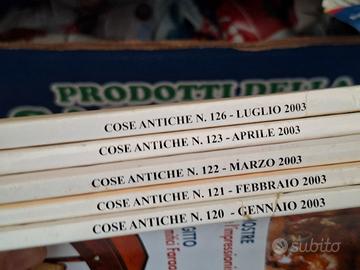 PRODOTTI DELLA
COSE ANTICHE N. 126 - LUGLIO 2003
COSE ANTICHE N. 123 - APRILE 2003
COSE ANTICHE N. 122 - MARZO 2003
COSE ANTICHE N. 121 - FEBBRAIO 2003
COSE ANTICHE N. 120 - GENNAIO 2003
subito